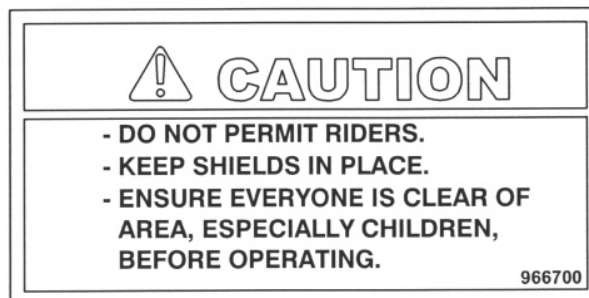 CAUTION
- DO NOT PERMIT RIDERS.
- KEEP SHIELDS IN PLACE.
- ENSURE EVERYONE IS CLEAR OF
AREA, ESPECIALLY CHILDREN,
BEFORE OPERATING.
966700